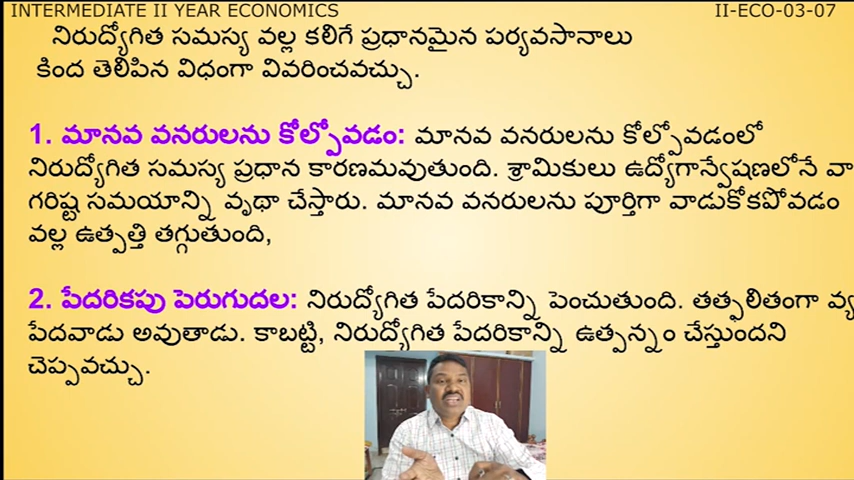 INTERMEDIATE II YEAR ECONOMICS II-ECO-03-07
నిరుద్యోగిత సమస్య వల్ల కలిగే ప్రధానమైన పర్యవసానాలు
కింద తెలిపిన విధంగా వివరించవచ్చు.
1. మానవ వనరులను కోల్పోవడం: మానవ వనరులను కోల్పోవడంలో
నిరుద్యోగిత సమస్య ప్రధాన కారణమవుతుంది. శ్రామికులు ఉద్యోగాన్వేషణలోనే వా
గరిష్ట సమయాన్ని వృథా చేస్తారు. మానవ వనరులను పూర్తిగా వాడుకోకపోవడం
వల్ల ఉత్పత్తి తగ్గుతుంది,
2. పేదరికపు పెరుగుదల: నిరుద్యోగిత పేదరికాన్ని పెంచుతుంది. తత్ఫలితంగా వ్య
పేదవాడు అవుతాడు. కాబట్టి, నిరుద్యోగిత పేదరికాన్ని ఉత్పన్నం చేస్తుందని
చెప్పవచ్చు.